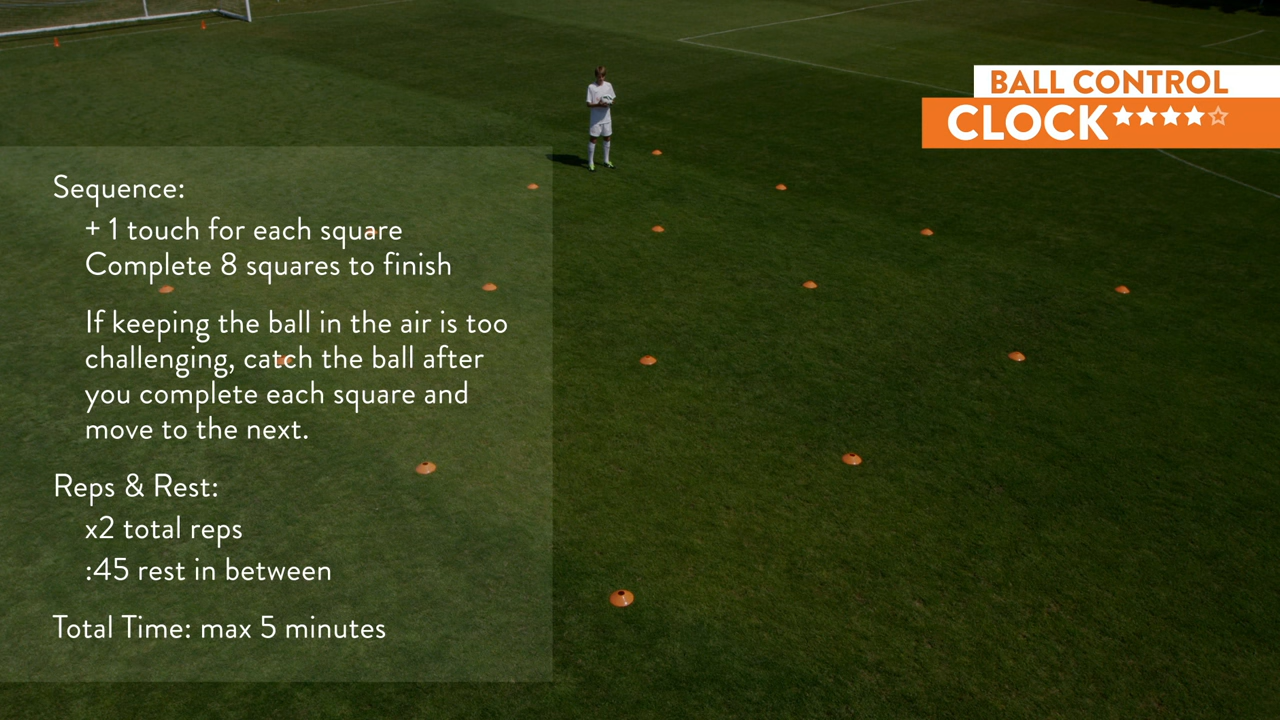 BALL CONTROL
CLOCK
Sequence:
+ 1 touch for each square
Complete 8 squares to finish
If keeping the ball in the air is too
challenging, catch the ball after
you complete each square and
move to the next.
Reps & Rest:
x2 total reps
:45 rest in between
Total Time: max 5 minutes